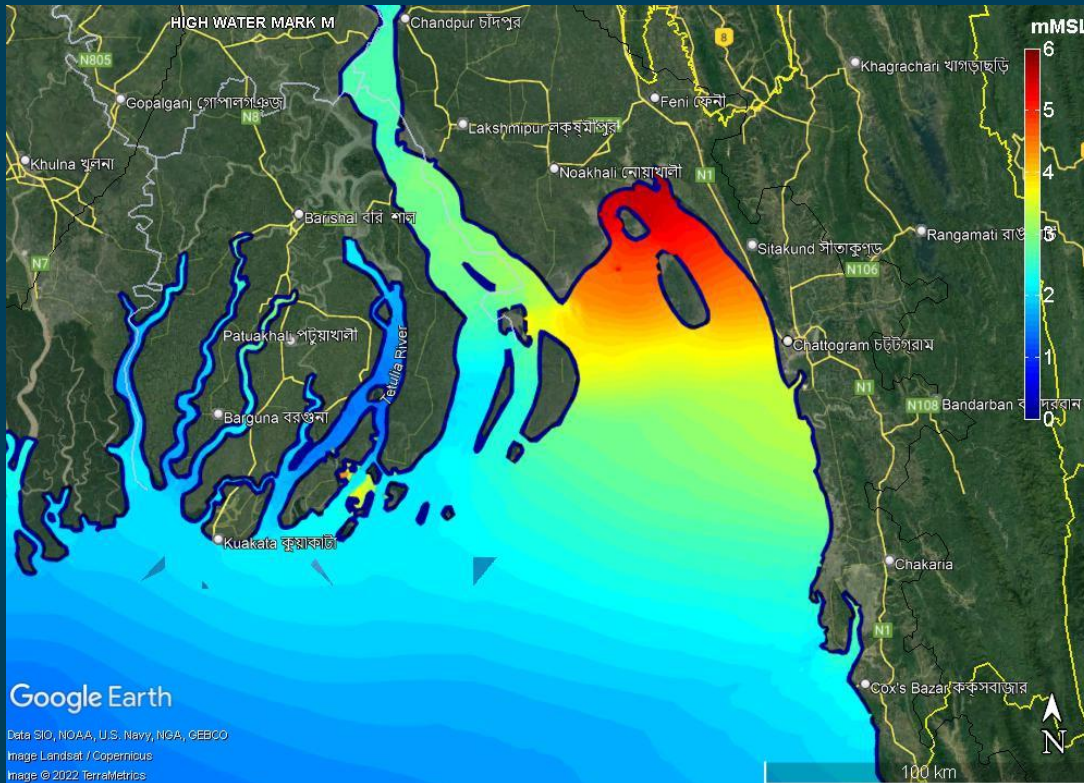 HIGH WATER MARK M
Chandpur চাঁদপুর
mMSL
N805
8
6
Khagrachari খাগড়াছড়ি
Gopalganj গোপালগঞ্জ
Feni ফেনী
N8
Lakshmipur লক্ষ্মীপুর
5
Khulna খুলনা
Noakhali নোয়াখালী
N1
Barishal
Rangamati
Sitakund সীতাকুণ্ড
N7
N106
2
Patuakhali পটুয়াখালী
Chattogram চট্টগ্রাম
Tetulia River
1
N1
Barguna বরগুনা
N108
Bandarban
0
Kuakata কুয়াকাটা
Chakaria
N1
Cox's Bazar কক্সবাজার
Google Earth
N
Data SIO, NOAA, U.S. Navy, NGA, GEBCO
Image Landsat / Copernicus
Image © 2022 TerraMetrics
100 km